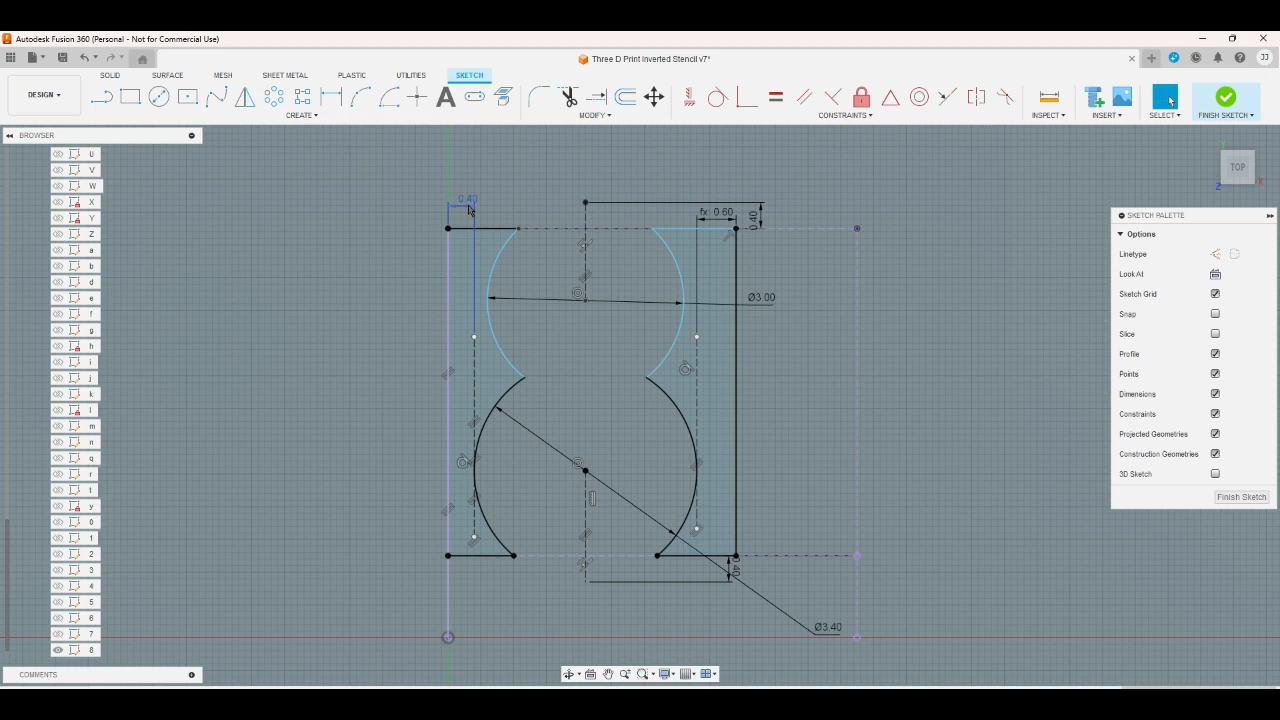 Autodesk Fusion 360 (Personal - Not for Commercial Use)
Three D Print Inverted Stencil v7*
JJ
SOLID SURFACE MESH SHEET METAL PLASTIC UTILITIES SKETCH
DESIGN
CREATE MODIFY CONSTRAINTS INSPECT INSERT SELECT FINISH SKETCH
BROWSER
U
V
W
X
Y
Z
a
b
d
e
f
g
h
i
j
k
l
m
n
q
r
t
y
0
1
2
3
4
5
6
7
8
0.40
fx: 0.60
0.40
Ø3.00
0.40
Ø3.40
Y
TOP
X
Z
SKETCH PALETTE
Options
Linetype
Look At
Sketch Grid
Snap
Slice
Profile
Points
Dimensions
Constraints
Projected Geometries
Construction Geometries
3D Sketch
Finish Sketch
COMMENTS